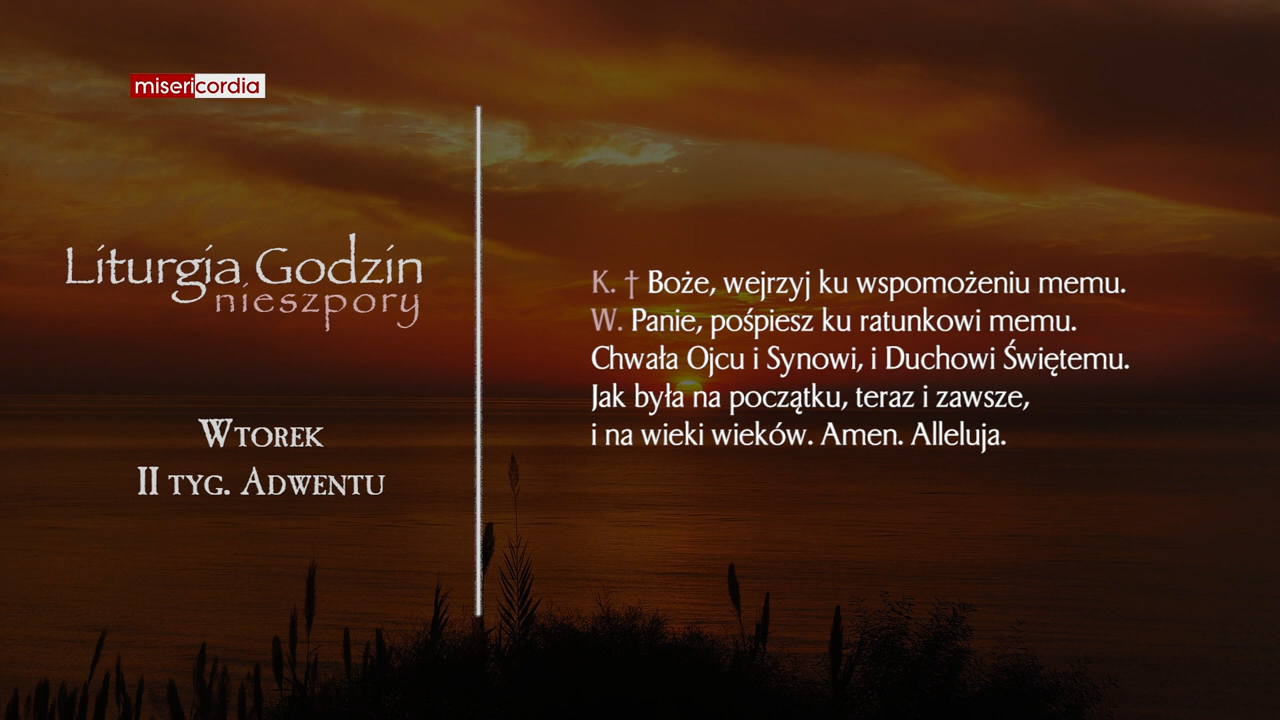 misericordia
Liturgia Godzin
nieszpory
Wtorek
II tyg. Adwentu
K. † Boże, wejrzyj ku wspomożeniu memu.
W. Panie, pośpiesz ku ratunkowi memu.
Chwała Ojcu i Synowi, i Duchowi Świętemu.
Jak była na początku, teraz i zawsze,
i na wieki wieków. Amen. Alleluja.